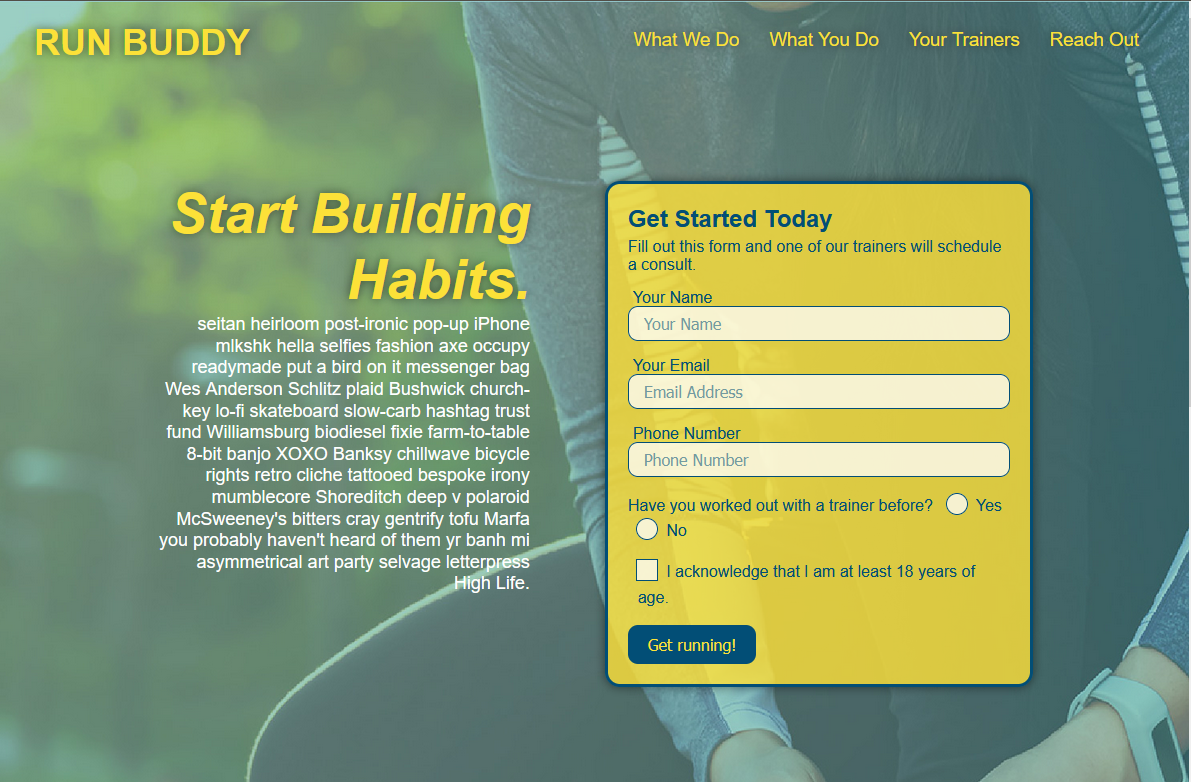 RUN BUDDY
What We Do What You Do Your Trainers Reach Out
Start Building
Habits.
seitan heirloom post-ironic pop-up iPhone
mlkshk hella selfies fashion axe occupy
readymade put a bird on it messenger bag
Wes Anderson Schlitz plaid Bushwick church-
key lo-fi skateboard slow-carb hashtag trust
fund Williamsburg biodiesel fixie farm-to-table
8-bit banjo XOXO Banksy chillwave bicycle
rights retro cliche tattooed bespoke irony
mumblecore Shoreditch deep v polaroid
McSweeney's bitters cray gentrify tofu Marfa
you probably haven't heard of them yr banh mi
asymmetrical art party selvage letterpress
High Life.
Get Started Today
Fill out this form and one of our trainers will schedule
a consult.
Your Name
Your Name
Your Email
Email Address
Phone Number
Phone Number
Have you worked out with a trainer before? Yes
No
I acknowledge that I am at least 18 years of
age.
Get running!